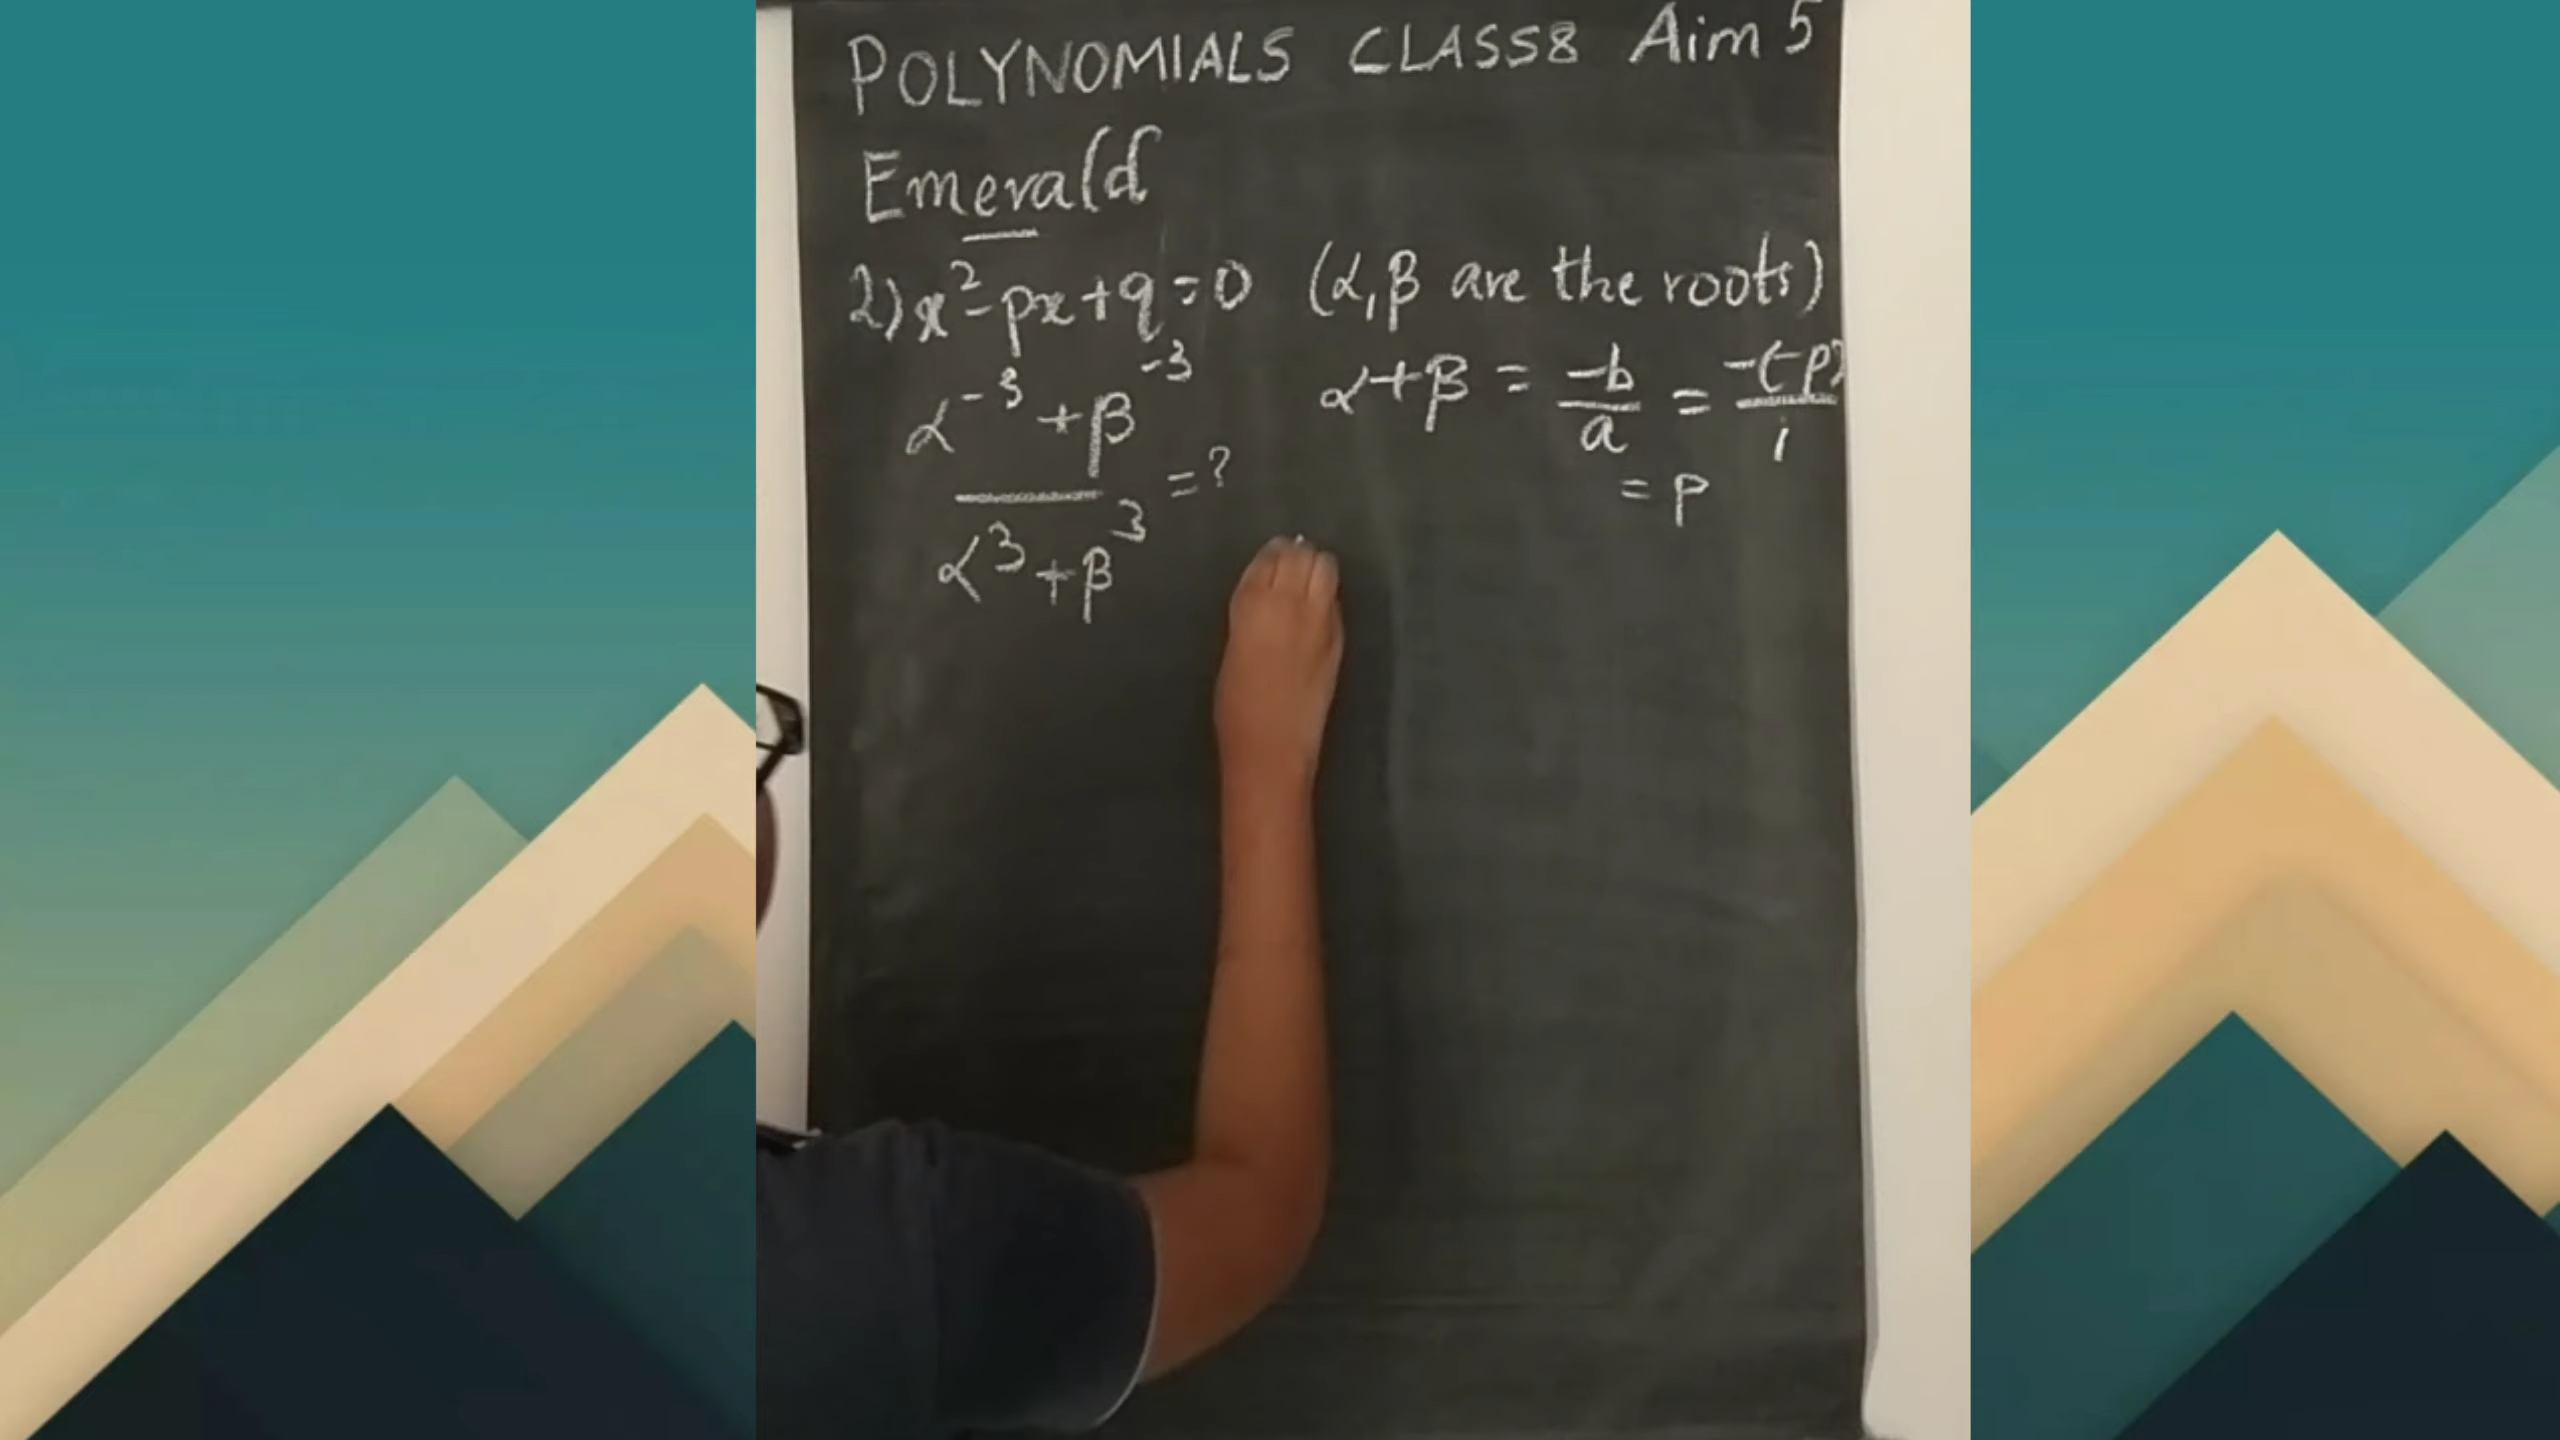 POLYNOMIALS CLASS8 Aim 5
Emerald
2) x² - px + q = 0 (α, β are the roots)
α⁻³ + β⁻³
―――――― = ?
α³ + β³
α + β = -b/a = -(-p)/1
= p